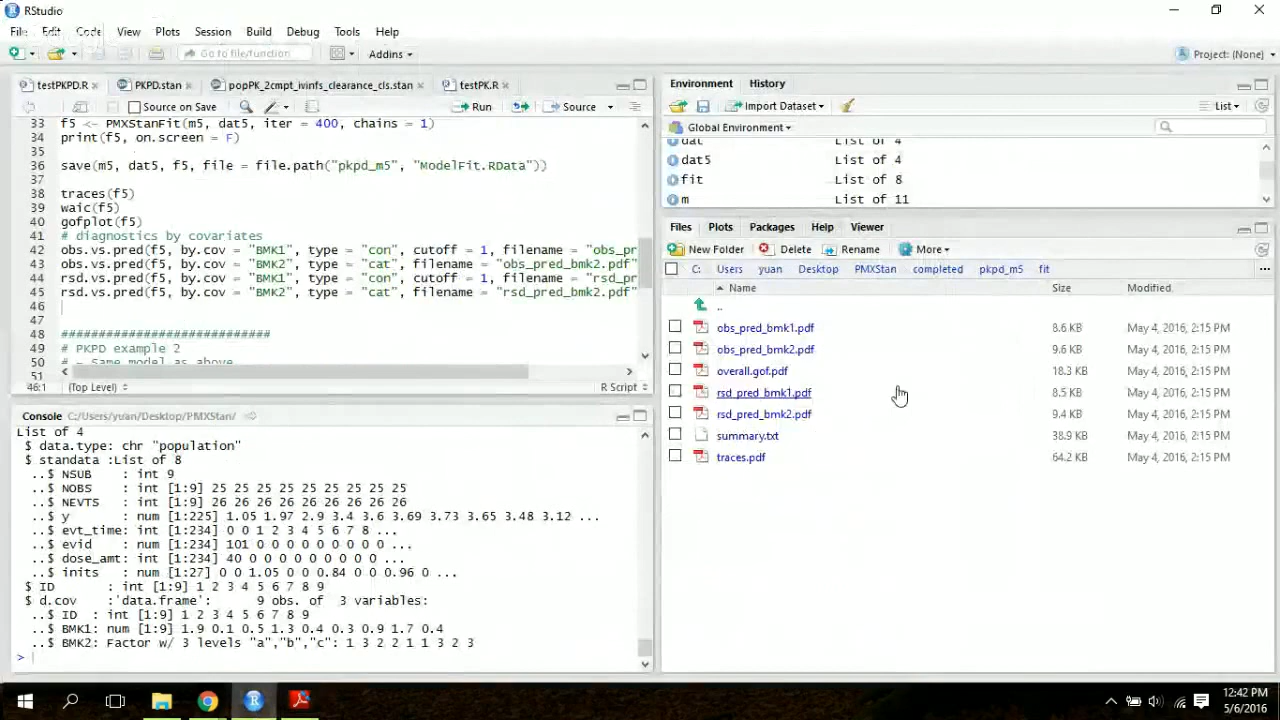 RStudio
File Edit Code View Plots Session Build Debug Tools Help
Go to file/function Addins Project: (None)
testPKPD.R PKPD.stan popPK_2cmpt_ivinfs_clearance_cls.stan testPK.R
Source on Save Run Source
33 f5 <- PMXStanFit(m5, dat5, iter = 400, chains = 1)
34 print(f5, on.screen = F)
35
36 save(m5, dat5, f5, file = file.path("pkpd_m5", "ModelFit.RData"))
37
38 traces(f5)
39 waic(f5)
40 gofplot(f5)
41 # diagnostics by covariates
42 obs.vs.pred(f5, by.cov = "BMK1", type = "con", cutoff = 1, filename = "obs_pr
43 obs.vs.pred(f5, by.cov = "BMK2", type = "cat", filename = "obs_pred_bmk2.pdf"
44 rsd.vs.pred(f5, by.cov = "BMK1", type = "con", cutoff = 1, filename = "rsd_pr
45 rsd.vs.pred(f5, by.cov = "BMK2", type = "cat", filename = "rsd_pred_bmk2.pdf"
46
47
48 ############################
49 # PKPD example 2
50 # - Same model as above
51
46:1 (Top Level) R Script
Console C:/Users/yuan/Desktop/PMXStan/
List of 4
$ data.type: chr "population"
$ standata :List of 8
..$ NSUB : int 9
..$ NOBS : int [1:9] 25 25 25 25 25 25 25 25 25
..$ NEVTS : int [1:9] 26 26 26 26 26 26 26 26 26
..$ y : num [1:225] 1.05 1.97 2.9 3.4 3.6 3.69 3.73 3.65 3.48 3.12 ...
..$ evt_time: int [1:234] 0 0 1 2 3 4 5 6 7 8 ...
..$ evid : num [1:234] 101 0 0 0 0 0 0 0 0 0 ...
..$ dose_amt: int [1:234] 40 0 0 0 0 0 0 0 0 0 ...
..$ inits : num [1:27] 0 0 1.05 0 0 0.84 0 0 0.96 0 ...
$ ID : int [1:9] 1 2 3 4 5 6 7 8 9
$ d.cov :'data.frame': 9 obs. of 3 variables:
..$ ID : int [1:9] 1 2 3 4 5 6 7 8 9
..$ BMK1: num [1:9] 1.9 0.1 0.5 1.3 0.4 0.3 0.9 1.7 0.4
..$ BMK2: Factor w/ 3 levels "a","b","c": 1 3 2 2 1 1 3 2 3
>
Environment History
Import Dataset List
Global Environment
dat List of 4
dat5 List of 4
fit List of 8
m List of 11
Files Plots Packages Help Viewer
New Folder Delete Rename More
C: Users yuan Desktop PMXStan completed pkpd_m5 fit ...
Name Size Modified
..
obs_pred_bmk1.pdf 8.6 KB May 4, 2016, 2:15 PM
obs_pred_bmk2.pdf 9.6 KB May 4, 2016, 2:15 PM
overall.gof.pdf 18.3 KB May 4, 2016, 2:15 PM
rsd_pred_bmk1.pdf 8.5 KB May 4, 2016, 2:15 PM
rsd_pred_bmk2.pdf 9.4 KB May 4, 2016, 2:15 PM
summary.txt 38.9 KB May 4, 2016, 2:15 PM
traces.pdf 64.2 KB May 4, 2016, 2:15 PM
12:42 PM
5/6/2016